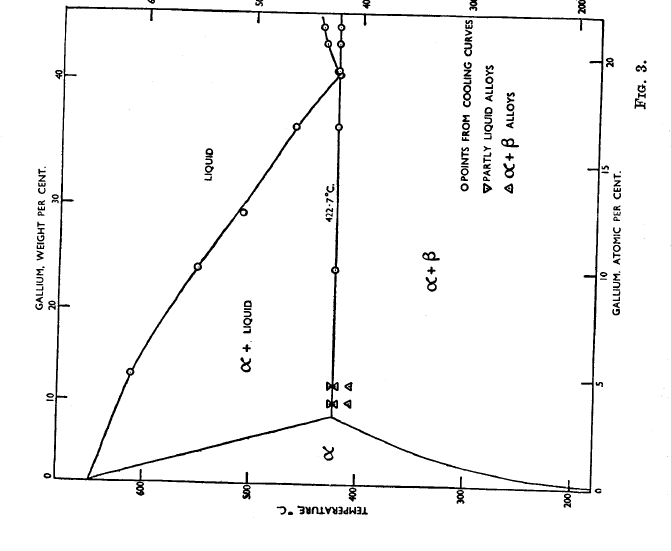 GALLIUM, WEIGHT PER CENT.
0
10
20
30
40
600
500
400
300
200
TEMPERATURE, °C.
LIQUID
α + LIQUID
422·7°C.
α
α + β
O POINTS FROM COOLING CURVES
▽ PARTLY LIQUID ALLOYS
△ α + β ALLOYS
0
5
10
15
20
GALLIUM. ATOMIC PER CENT.
FIG. 3.